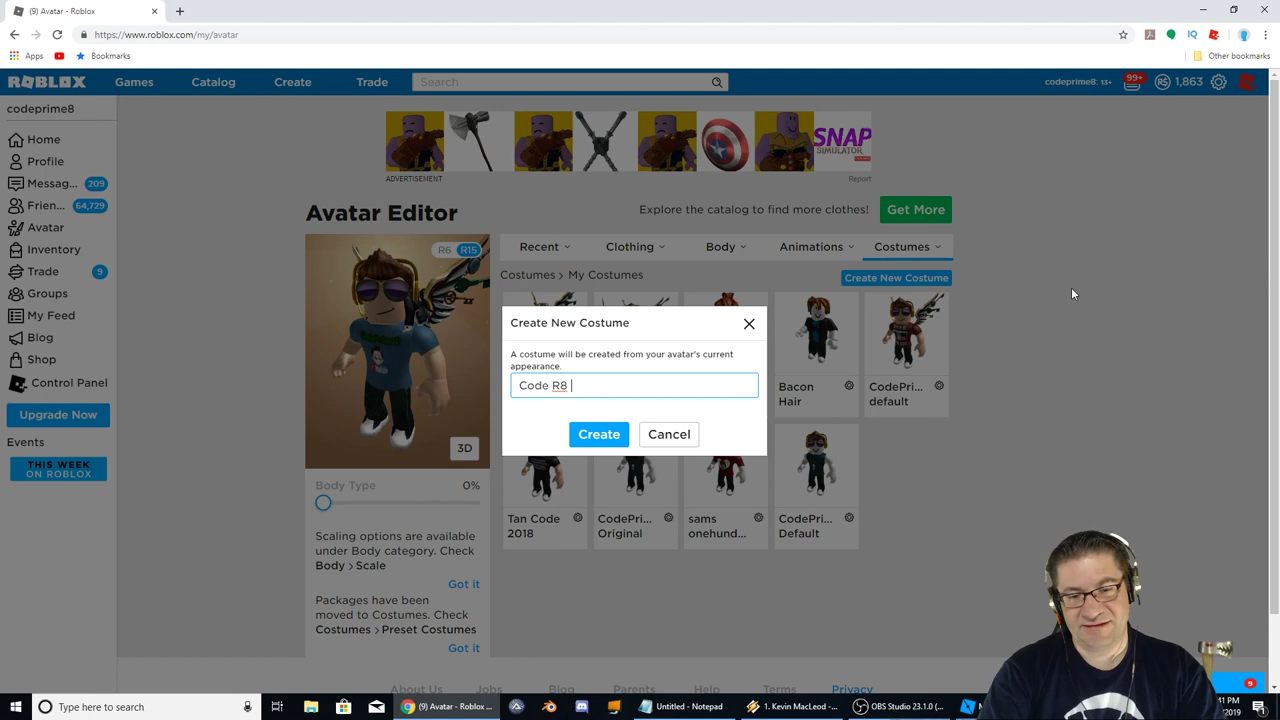 (9) Avatar - Roblox
https://www.roblox.com/my/avatar
Apps
Bookmarks
Other bookmarks
ROBLOX
Games
Catalog
Create
Trade
Search
codeprime8: 13+
99+
1,863
codeprime8
Home
Profile
Messag... 209
Frien... 64,729
Avatar
Inventory
Trade 9
Groups
My Feed
Blog
Shop
Control Panel
Upgrade Now
Events
THIS WEEK
ON ROBLOX
SNAP
SIMULATOR
ADVERTISEMENT
Report
Avatar Editor
Explore the catalog to find more clothes!
Get More
R6 R15
3D
Recent
Clothing
Body
Animations
Costumes
Costumes > My Costumes
Create New Costume
Create New Costume
A costume will be created from your avatar's current
appearance.
Code R8
Create
Cancel
Bacon
Hair
CodePri...
default
Tan Code
2018
CodePri...
Original
sams
onehund...
CodePri...
Default
Body Type 0%
Scaling options are available
under Body category. Check
Body > Scale
Got it
Packages have been
moved to Costumes. Check
Costumes > Preset Costumes
Got it
About Us
Jobs
Blog
Parents
Help
Terms
Privacy
Type here to search
(9) Avatar - Roblox ...
Untitled - Notepad
1. Kevin MacLeod - ...
OBS Studio 23.1.0 (...
9